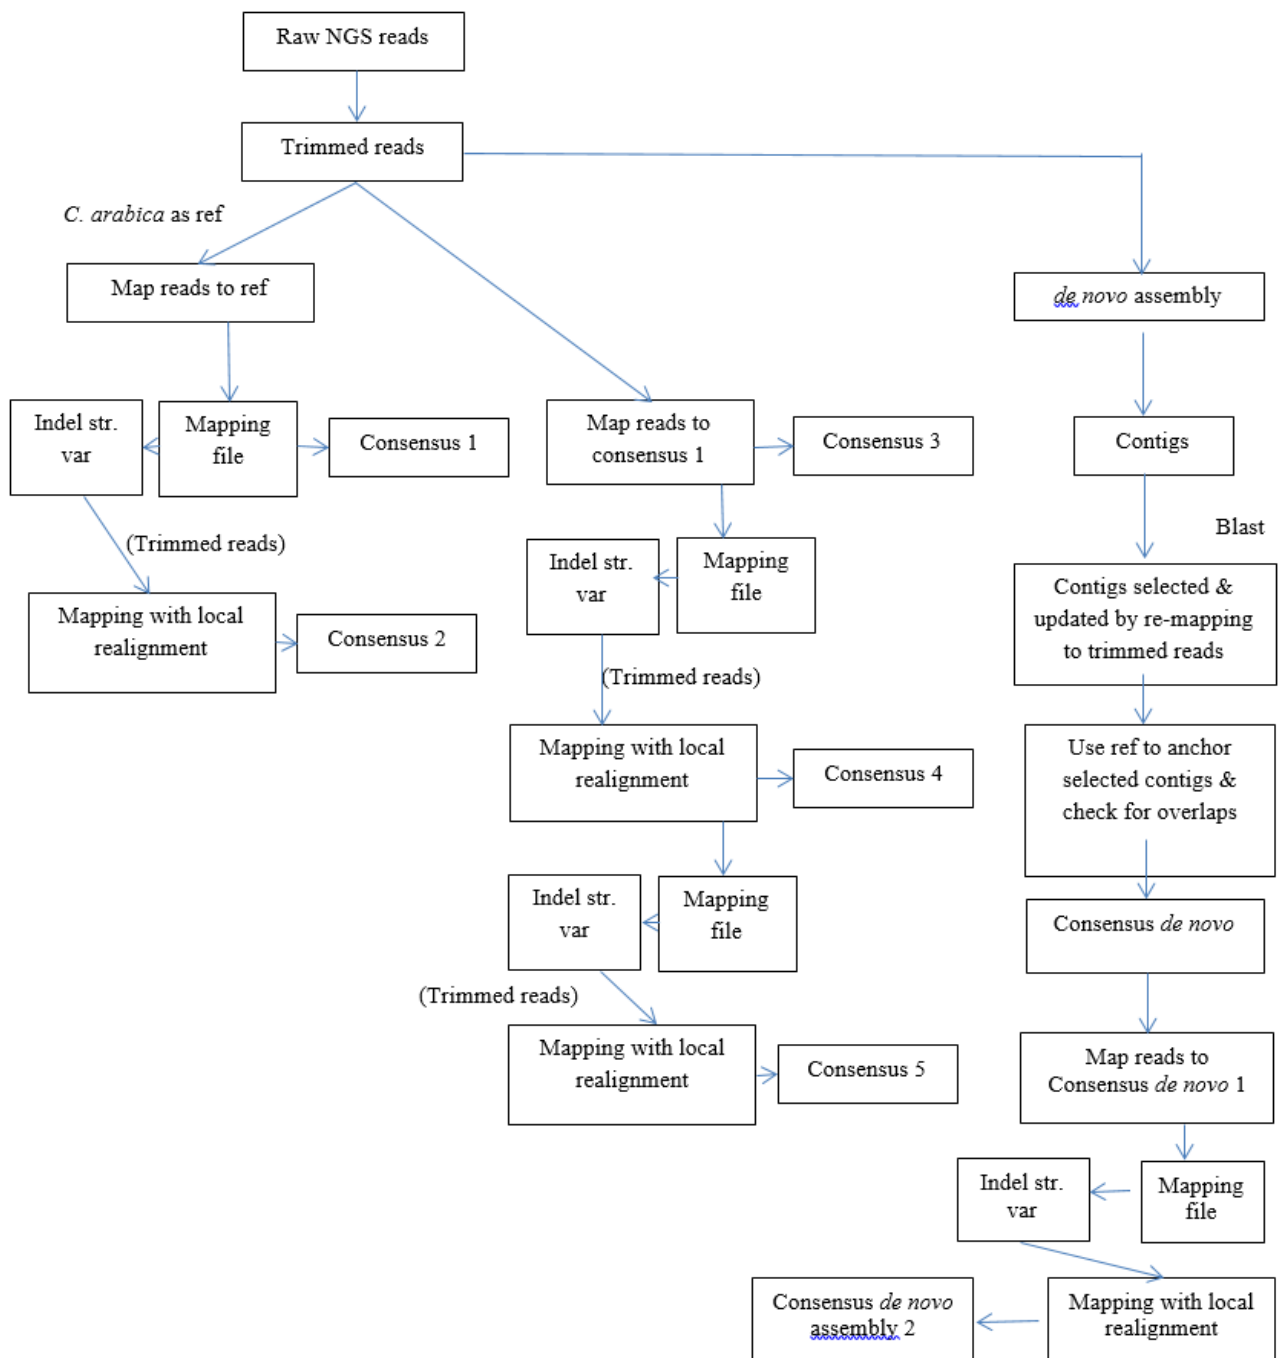 Raw NGS reads
Trimmed reads
C. arabica as ref
Map reads to ref
de novo assembly
Indel str.
var
Mapping
file
Consensus 1
Map reads to
consensus 1
Consensus 3
Contigs
Blast
(Trimmed reads)
Indel str.
var
Mapping
file
Contigs selected &
updated by re-mapping
to trimmed reads
Mapping with local
realignment
Consensus 2
(Trimmed reads)
Mapping with local
realignment
Consensus 4
Use ref to anchor
selected contigs &
check for overlaps
Indel str.
var
Mapping
file
Consensus de novo
(Trimmed reads)
Mapping with local
realignment
Consensus 5
Map reads to
Consensus de novo 1
Indel str.
var
Mapping
file
Consensus de novo
assembly 2
Mapping with local
realignment